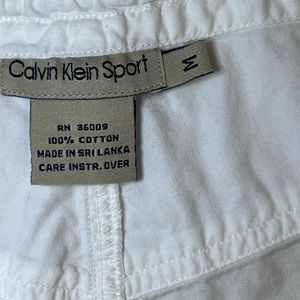 Calvin Klein Sport
M
RN 36009
100% COTTON
MADE IN SRI LANKA
CARE INSTR. OVER